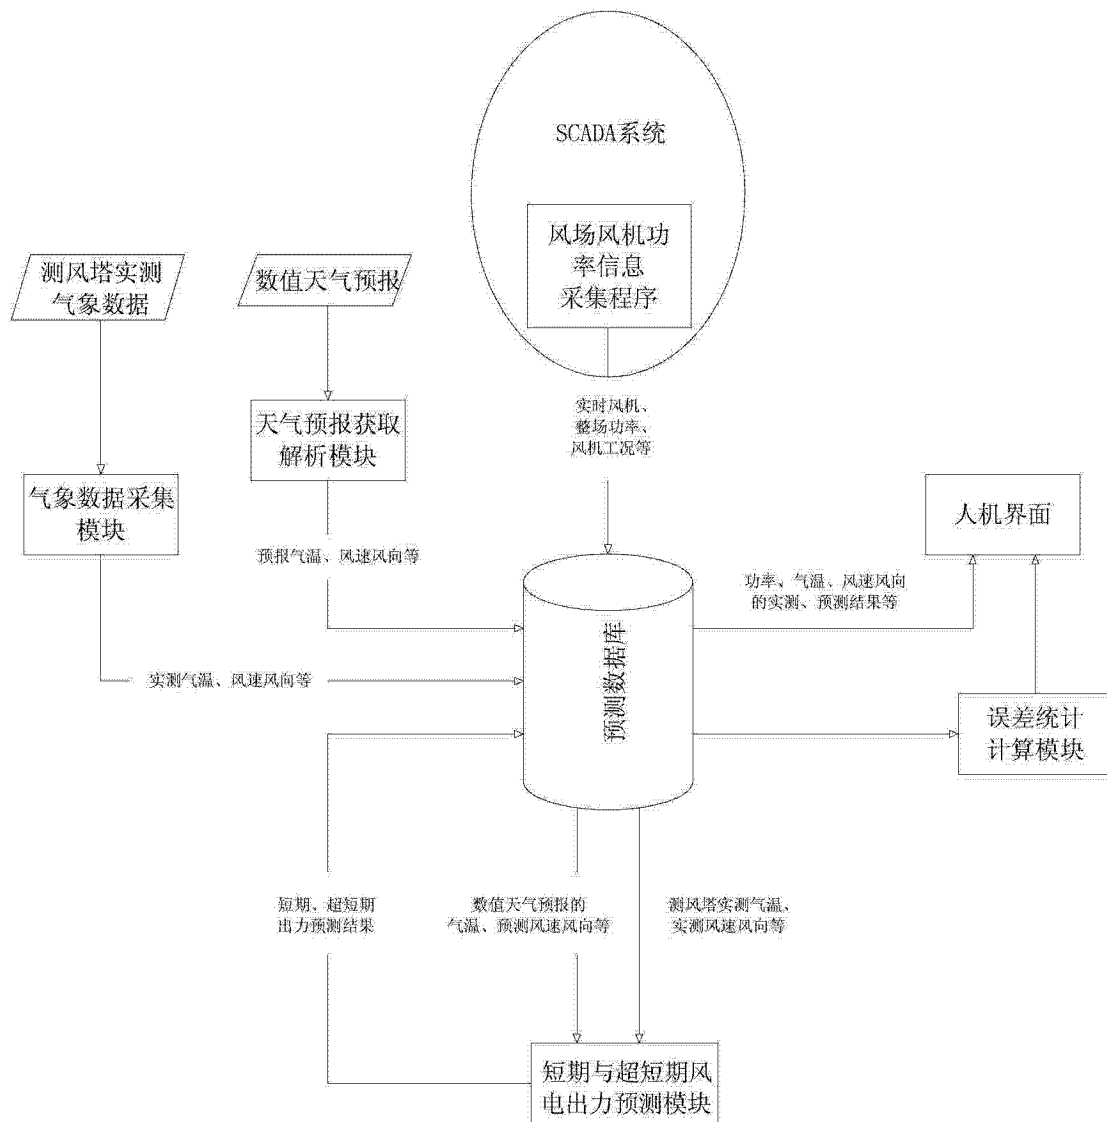 SCADA系统
风场风机功
率信息
采集程序
测风塔实测
气象数据
数值天气预报
天气预报获取
解析模块
实时风机、
整场功率、
风机工况等
气象数据采集
模块
人机界面
预报气温、风速风向等
功率、气温、风速风向
的实测、预测结果等
预测数据库
实测气温、风速风向等
误差统计
计算模块
短期、超短期
出力预测结果
数值天气预报的
气温、预测风速风向等
测风塔实测气温、
实测风速风向等
短期与超短期风
电出力预测模块